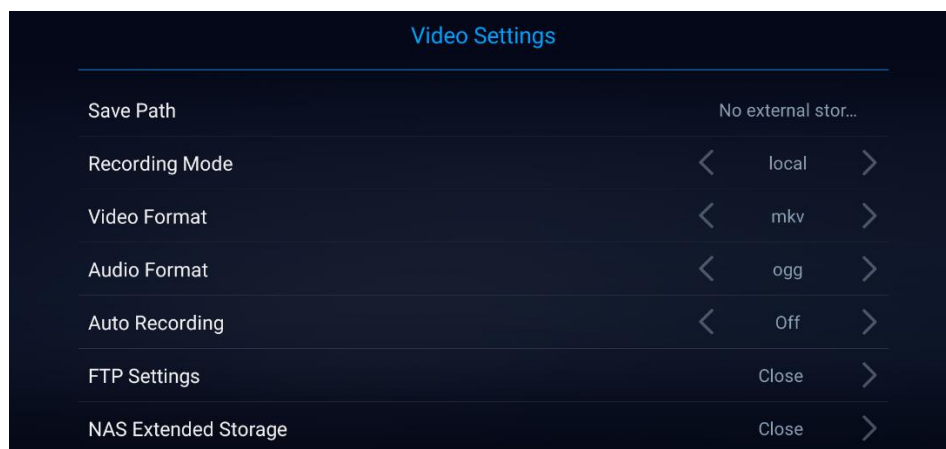 Video Settings
Save Path No external stor...
Recording Mode local
Video Format mkv
Audio Format ogg
Auto Recording Off
FTP Settings Close
NAS Extended Storage Close